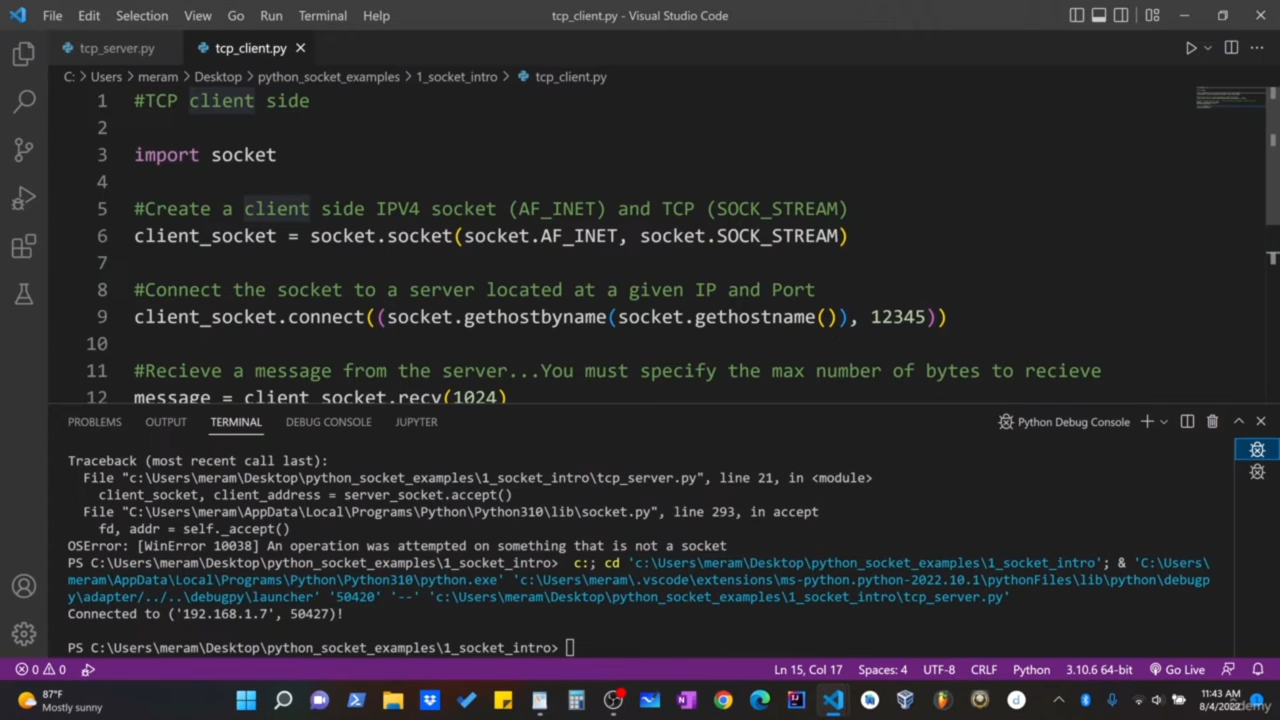 File Edit Selection View Go Run Terminal Help tcp_client.py - Visual Studio Code
tcp_server.py tcp_client.py
C: > Users > meram > Desktop > python_socket_examples > 1_socket_intro > tcp_client.py
1 #TCP client side
2
3 import socket
4
5 #Create a client side IPV4 socket (AF_INET) and TCP (SOCK_STREAM)
6 client_socket = socket.socket(socket.AF_INET, socket.SOCK_STREAM)
7
8 #Connect the socket to a server located at a given IP and Port
9 client_socket.connect((socket.gethostbyname(socket.gethostname()), 12345))
10
11 #Recieve a message from the server...You must specify the max number of bytes to recieve
12 message = client_socket.recv(1024)
PROBLEMS OUTPUT TERMINAL DEBUG CONSOLE JUPYTER Python Debug Console
Traceback (most recent call last):
File "c:\Users\meram\Desktop\python_socket_examples\1_socket_intro\tcp_server.py", line 21, in <module>
client_socket, client_address = server_socket.accept()
File "C:\Users\meram\AppData\Local\Programs\Python\Python310\lib\socket.py", line 293, in accept
fd, addr = self._accept()
OSError: [WinError 10038] An operation was attempted on something that is not a socket
PS C:\Users\meram\Desktop\python_socket_examples\1_socket_intro> c:; cd 'c:\Users\meram\Desktop\python_socket_examples\1_socket_intro'; & 'C:\Users\
meram\AppData\Local\Programs\Python\Python310\python.exe' 'c:\Users\meram\.vscode\extensions\ms-python.python-2022.10.1\pythonFiles\lib\python\debugp
y\adapter/../..\debugpy\launcher' '50420' '--' 'c:\Users\meram\Desktop\python_socket_examples\1_socket_intro\tcp_server.py'
Connected to ('192.168.1.7', 50427)!
PS C:\Users\meram\Desktop\python_socket_examples\1_socket_intro>
0 0 Ln 15, Col 17 Spaces: 4 UTF-8 CRLF Python 3.10.6 64-bit Go Live
87°F
Mostly sunny
11:43 AM
8/4/2022